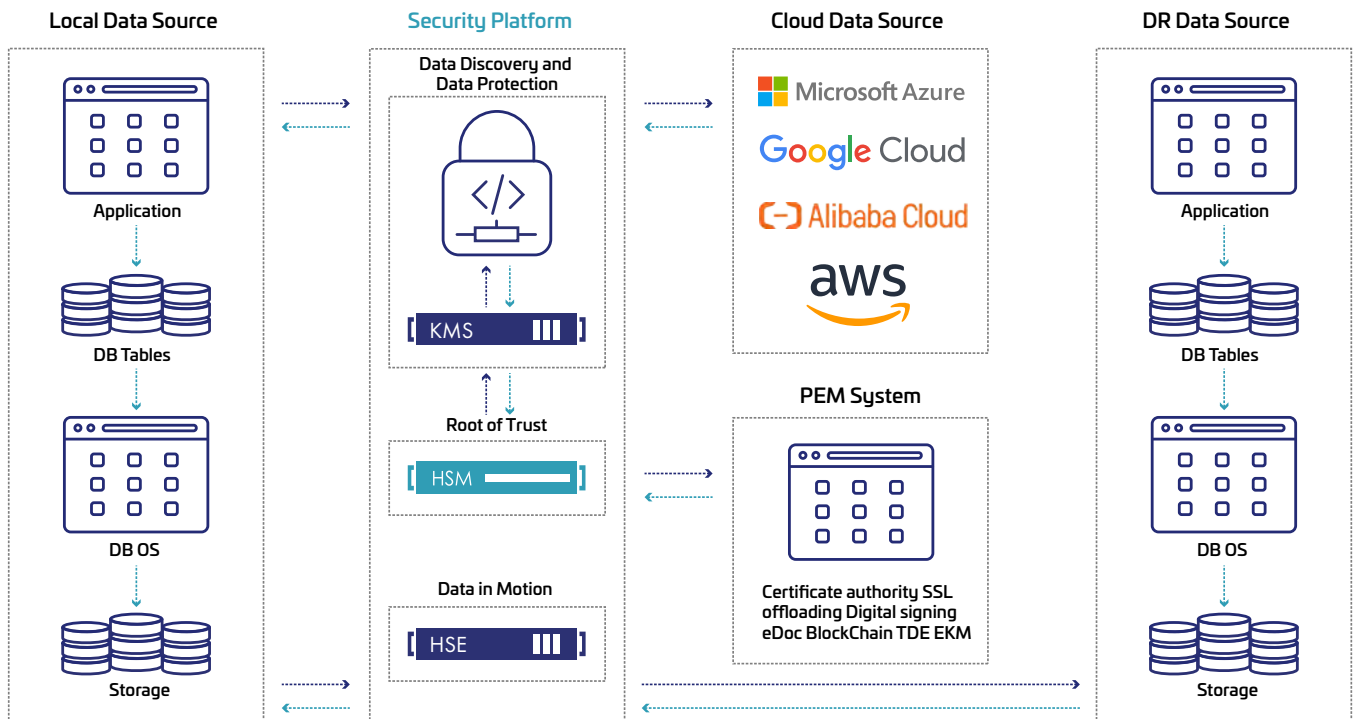 Local Data Source
Application
DB Tables
DB OS
Storage
Security Platform
Data Discovery and
Data Protection
KMS
Root of Trust
HSM
Data in Motion
HSE
Cloud Data Source
Microsoft Azure
Google Cloud
Alibaba Cloud
aws
PEM System
Certificate authority SSL
offloading Digital signing
eDoc BlockChain TDE EKM
DR Data Source
Application
DB Tables
DB OS
Storage